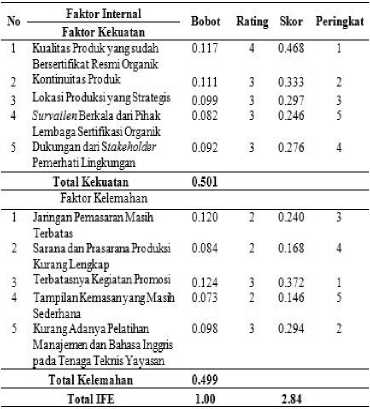 No Faktor Internal Bobot Rating Skor Peringkat
Faktor Kekuatan
1 Kualitas Produk yang sudah 0.117 4 0.468 1
Bersertifikat Resmi Organik
2 Kontinuitas Produk 0.111 3 0.333 2
3 Lokasi Produksi yang Strategis 0.099 3 0.297 3
4 Survailen Berkala dari Pihak 0.082 3 0.246 5
Lembaga Sertifikasi Organik
5 Dukungan dari Stakeholder 0.092 3 0.276 4
Pemerhati Lingkungan
Total Kekuatan 0.501
Faktor Kelemahan
1 Jaringan Pemasaran Masih 0.120 2 0.240 3
Terbatas
2 Sarana dan Prasarana Produksi 0.084 2 0.168 4
Kurang Lengkap
3 Terbatasnya Kegiatan Promosi 0.124 3 0.372 1
4 Tampilan Kemasan yang Masih 0.073 2 0.146 5
Sederhana
5 Kurang Adanya Pelatihan 0.098 3 0.294 2
Manajemen dan Bahasa Inggris
pada Tenaga Teknis Yayasan
Total Kelemahan 0.499
Total IFE 1.00 2.84